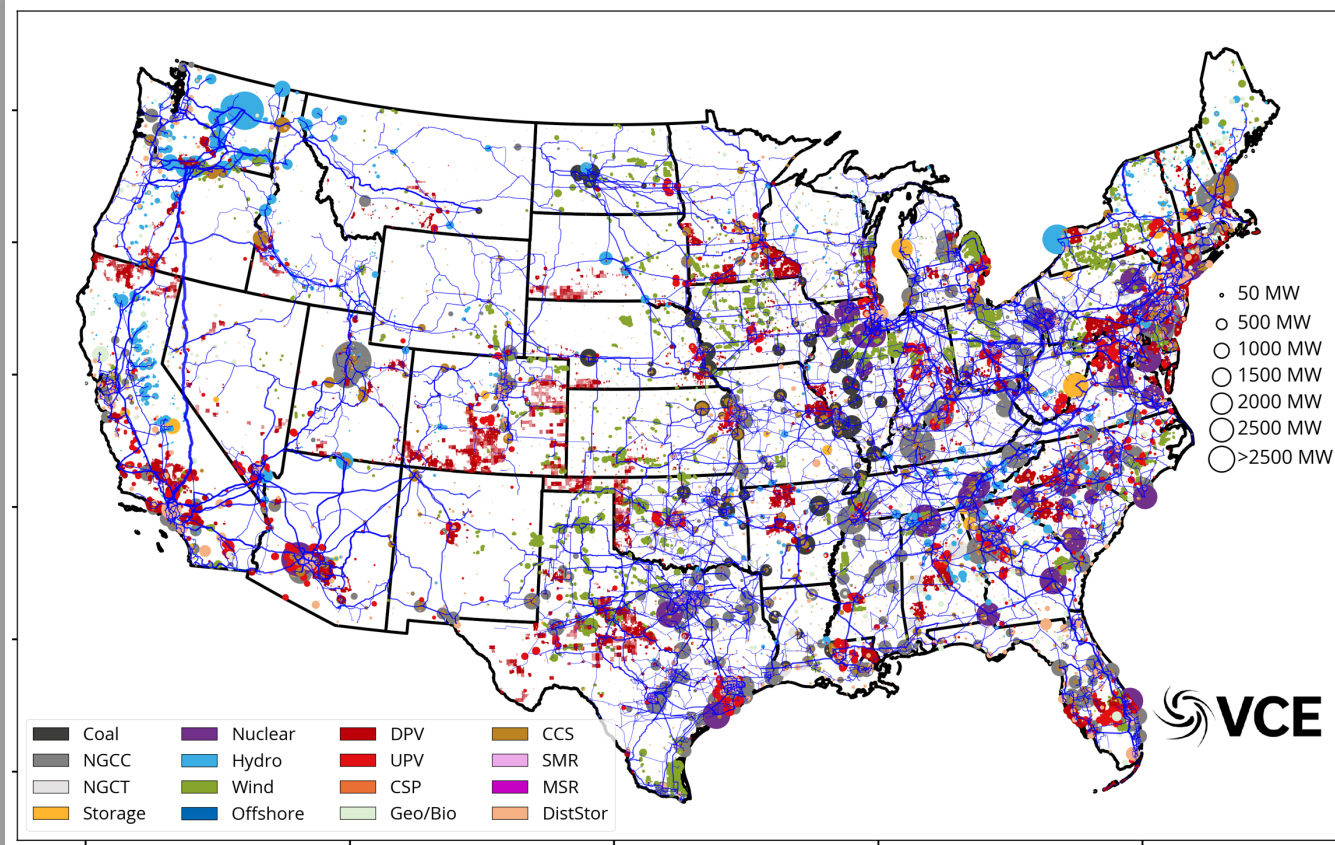 50 MW
500 MW
1000 MW
1500 MW
2000 MW
2500 MW
>2500 MW
VCE
Coal Nuclear DPV CCS
NGCC Hydro UPV SMR
NGCT Wind CSP MSR
Storage Offshore Geo/Bio DistStor